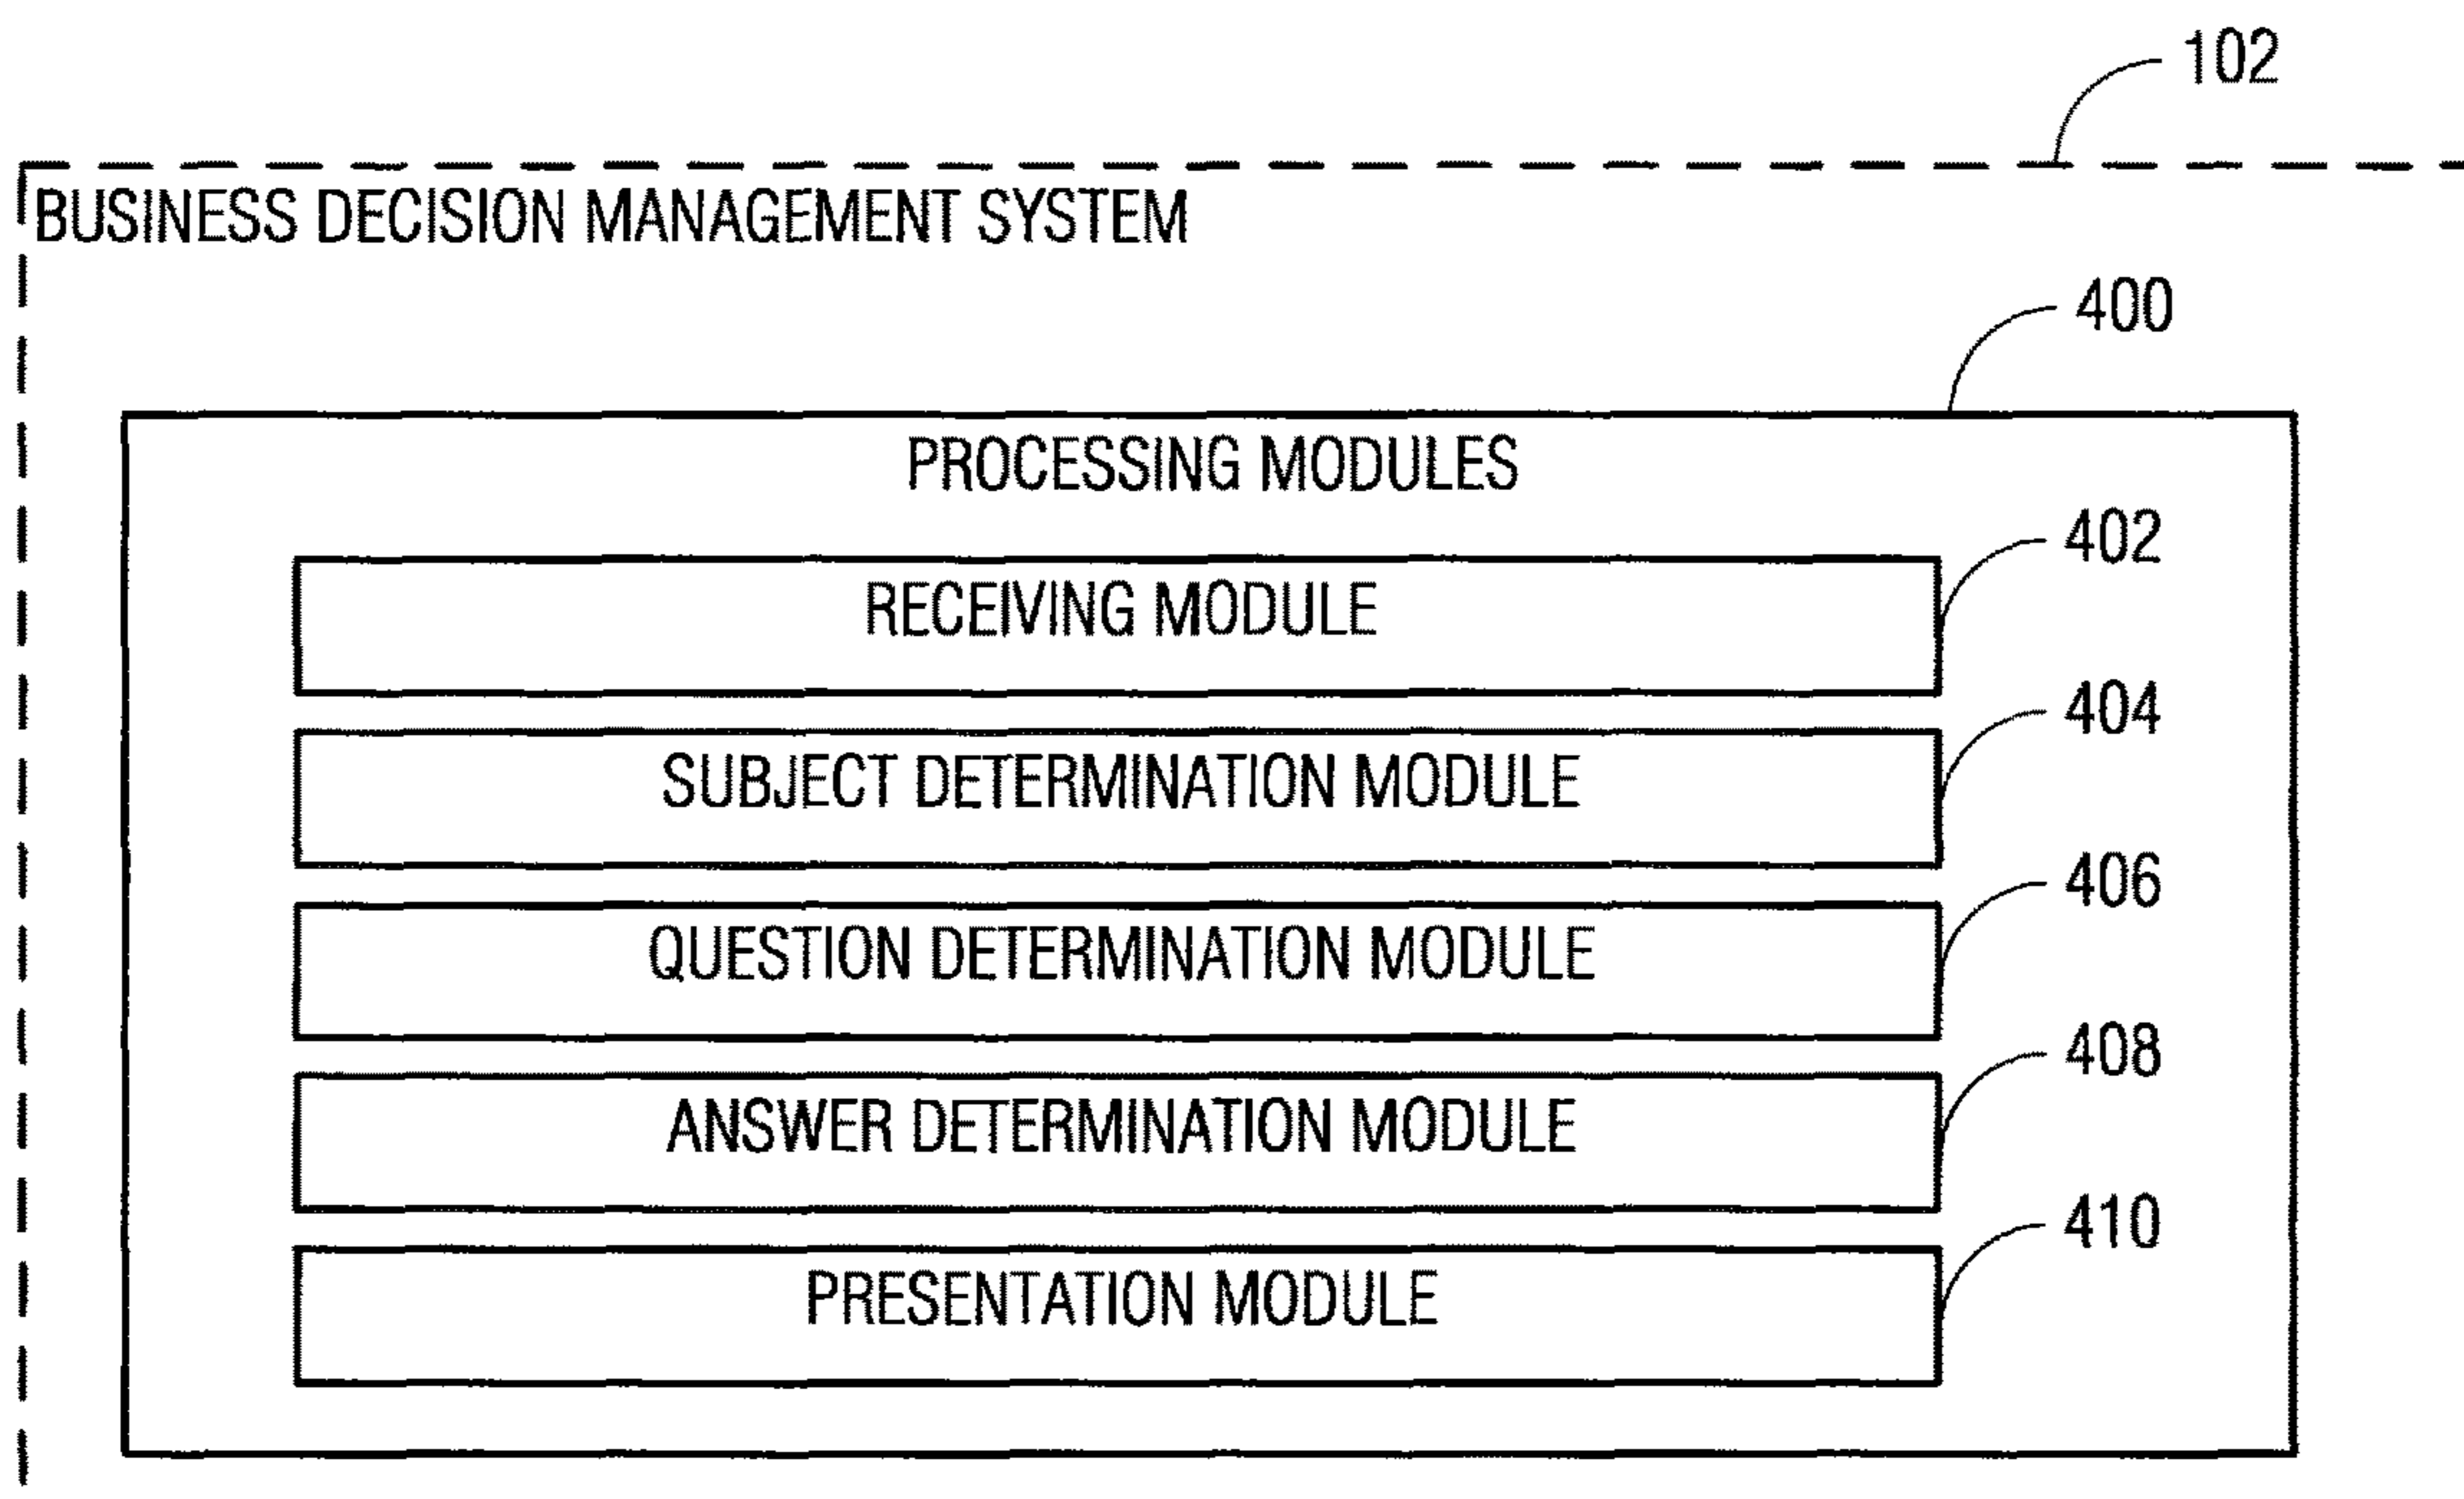 102
BUSINESS DECISION MANAGEMENT SYSTEM
400
PROCESSING MODULES
402
RECEIVING MODULE
404
SUBJECT DETERMINATION MODULE
406
QUESTION DETERMINATION MODULE
408
ANSWER DETERMINATION MODULE
410
PRESENTATION MODULE